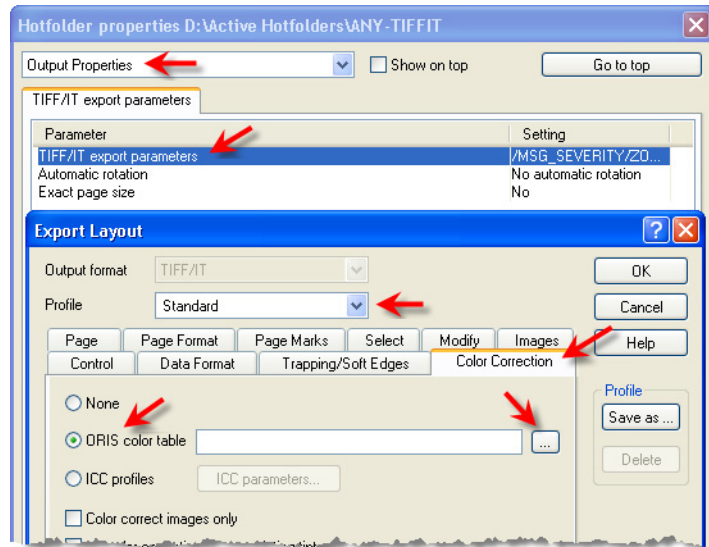 Hotfolder properties D:\Active Hotfolders\ANY-TIFFIT
Output Properties Show on top Go to top
TIFF/IT export parameters
Parameter Setting
TIFF/IT export parameters /MSG_SEVERITY/ZO...
Automatic rotation No automatic rotation
Exact page size No
Export Layout
Output format TIFF/IT OK
Profile Standard Cancel
Page Page Format Page Marks Select Modify Images Help
Control Data Format Trapping/Soft Edges Color Correction
None Profile
ORIS color table ... Save as ...
ICC profiles ICC parameters... Delete
Color correct images only